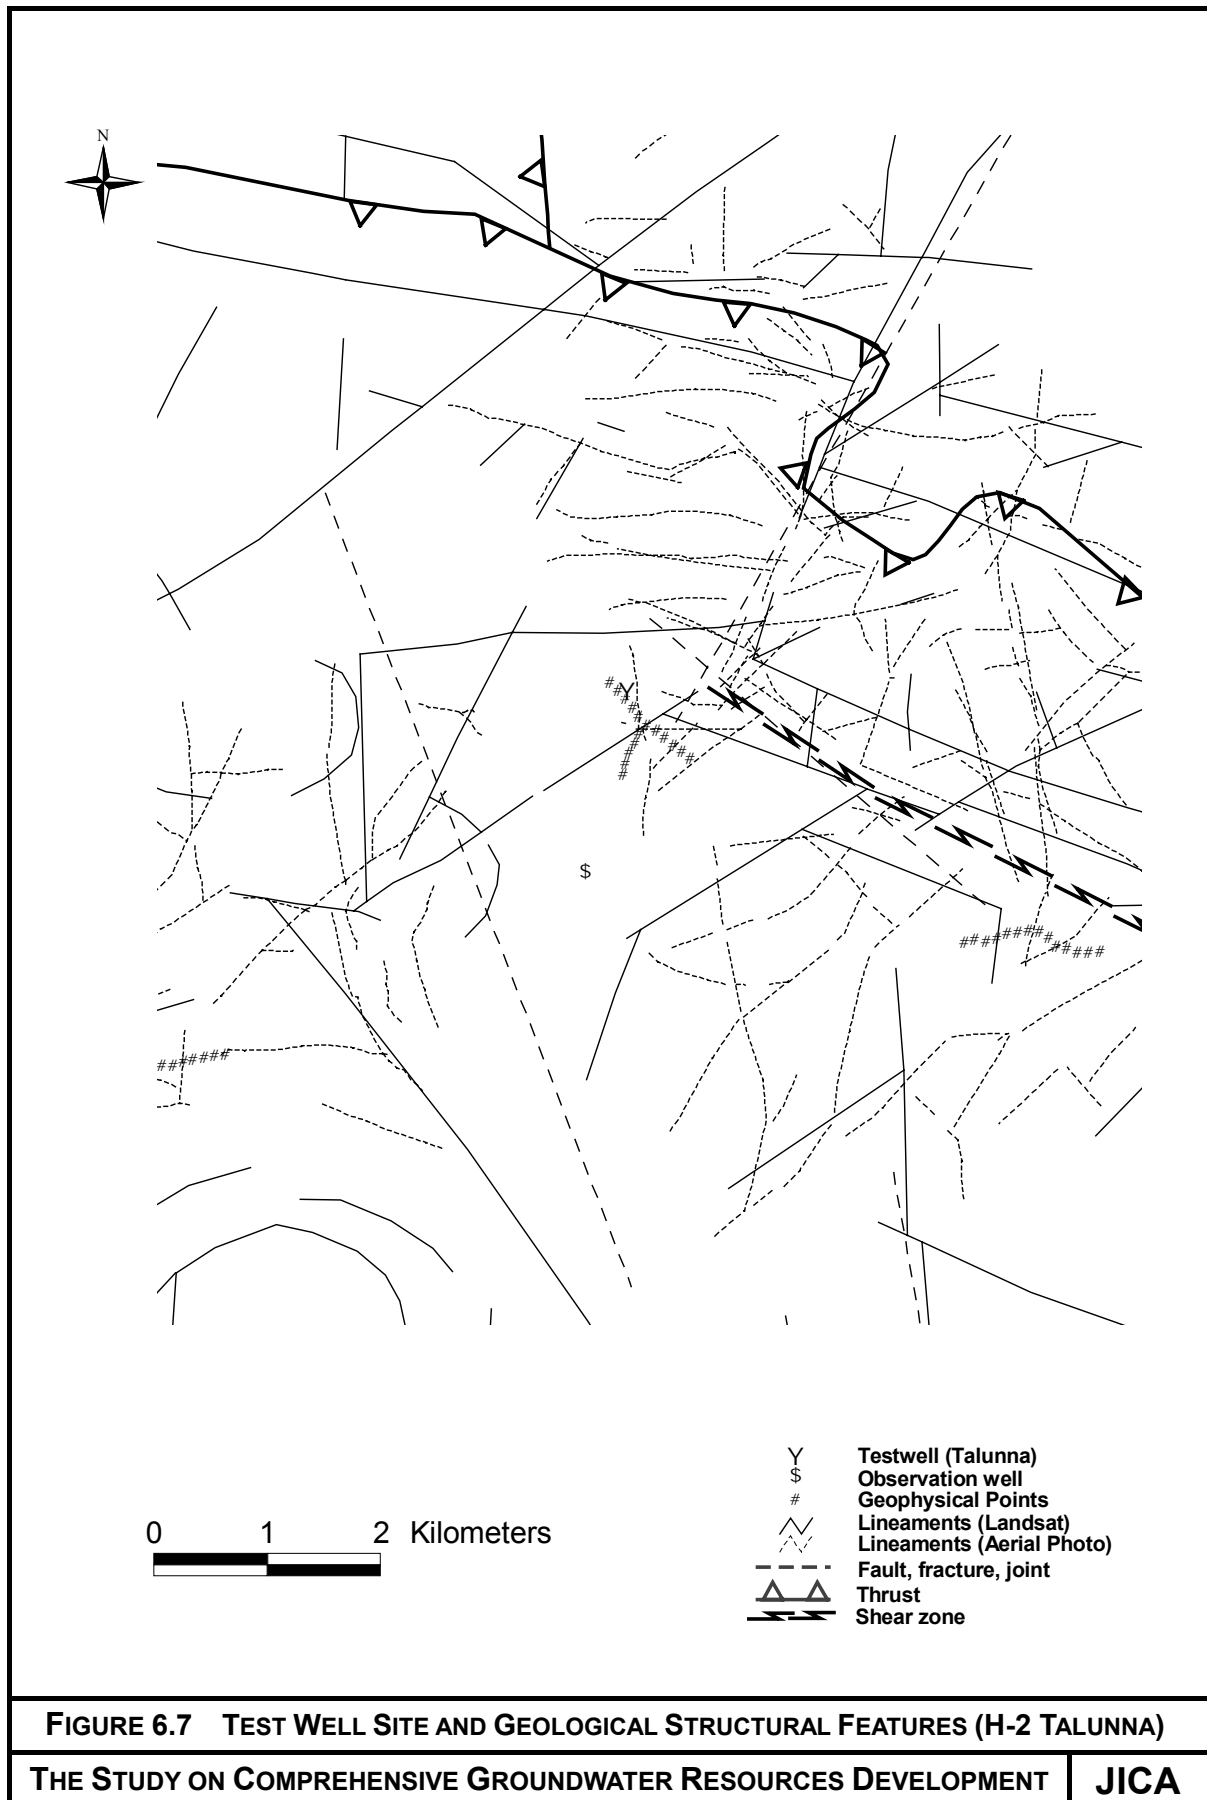 N
Y
$
0 1 2 Kilometers
Y Testwell (Talunna)
$ Observation well
# Geophysical Points
Lineaments (Landsat)
Lineaments (Aerial Photo)
Fault, fracture, joint
Thrust
Shear zone
FIGURE 6.7 TEST WELL SITE AND GEOLOGICAL STRUCTURAL FEATURES (H-2 TALUNNA)
THE STUDY ON COMPREHENSIVE GROUNDWATER RESOURCES DEVELOPMENT JICA